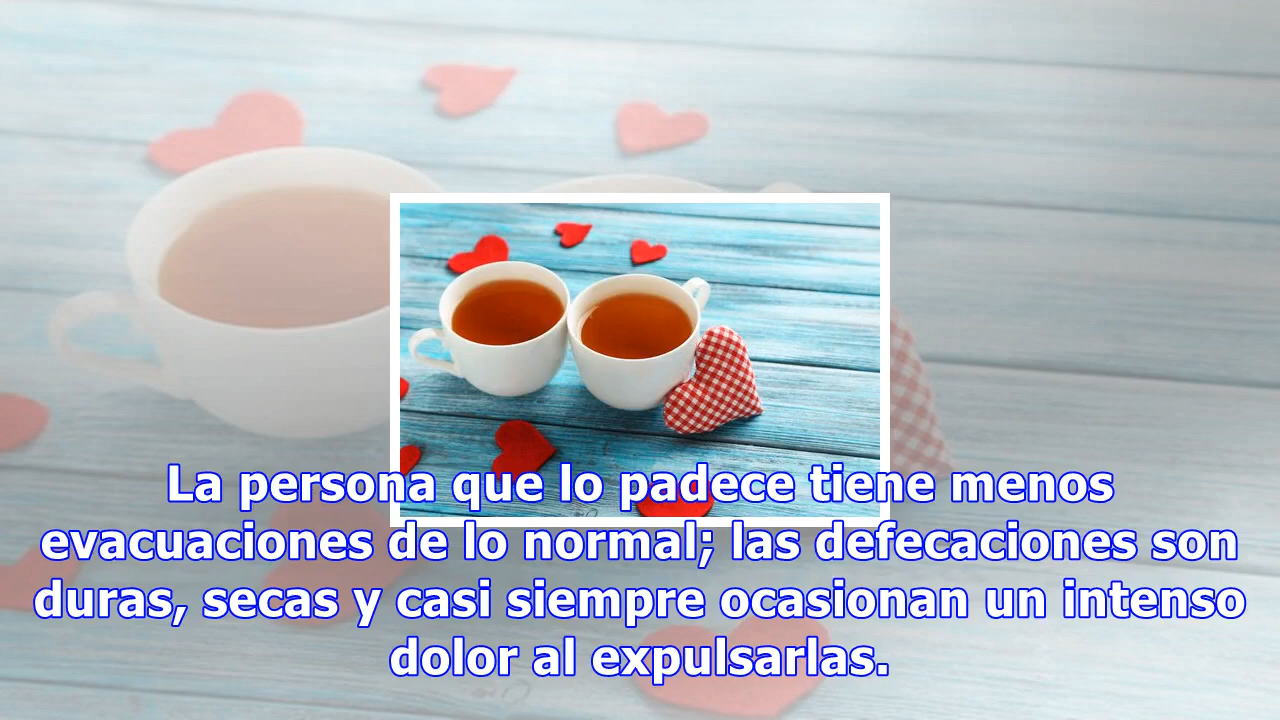 La persona que lo padece tiene menos
evacuaciones de lo normal; las defecaciones son
duras, secas y casi siempre ocasionan un intenso
dolor al expulsarlas.